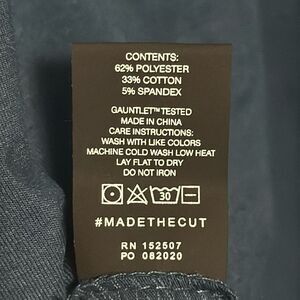 CONTENTS:
62% POLYESTER
33% COTTON
5% SPANDEX
GAUNTLET™ TESTED
MADE IN CHINA
CARE INSTRUCTIONS:
WASH WITH LIKE COLORS
MACHINE COLD WASH LOW HEAT
LAY FLAT TO DRY
DO NOT IRON
30
#MADETHECUT
RN 152507
PO 082020